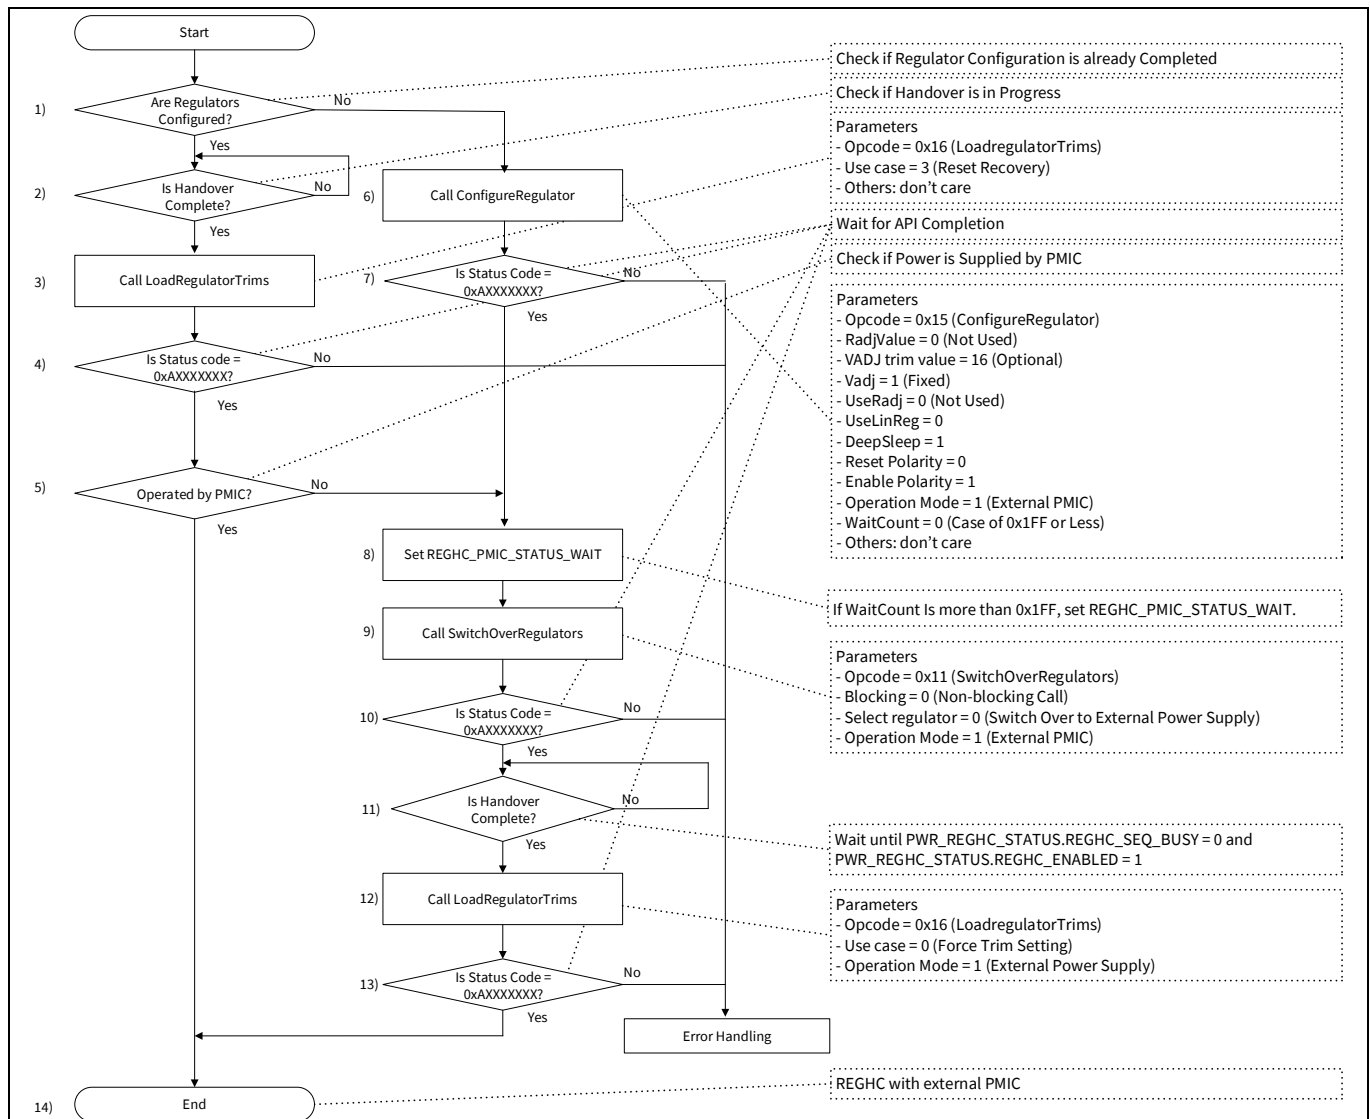 Start
1)
Are Regulators
Configured?
No
Yes
2)
Is Handover
Complete?
No
Yes
3)
Call LoadRegulatorTrims
4)
Is Status code =
0xAXXXXXXX?
No
Yes
5)
Operated by PMIC?
No
Yes
6)
Call ConfigureRegulator
7)
Is Status Code =
0xAXXXXXXX?
No
Yes
8)
Set REGHC_PMIC_STATUS_WAIT
9)
Call SwitchOverRegulators
10)
Is Status Code =
0xAXXXXXXX?
No
Yes
11)
Is Handover
Complete?
No
Yes
12)
Call LoadRegulatorTrims
13)
Is Status Code =
0xAXXXXXXX?
No
Yes
Error Handling
14)
End
Check if Regulator Configuration is already Completed
Check if Handover is in Progress
Parameters
- Opcode = 0x16 (LoadregulatorTrims)
- Use case = 3 (Reset Recovery)
- Others: don't care
Wait for API Completion
Check if Power is Supplied by PMIC
Parameters
- Opcode = 0x15 (ConfigureRegulator)
- RadjValue = 0 (Not Used)
- VADJ trim value = 16 (Optional)
- Vadj = 1 (Fixed)
- UseRadj = 0 (Not Used)
- UseLinReg = 0
- DeepSleep = 1
- Reset Polarity = 0
- Enable Polarity = 1
- Operation Mode = 1 (External PMIC)
- WaitCount = 0 (Case of 0x1FF or Less)
- Others: don't care
If WaitCount Is more than 0x1FF, set REGHC_PMIC_STATUS_WAIT.
Parameters
- Opcode = 0x11 (SwitchOverRegulators)
- Blocking = 0 (Non-blocking Call)
- Select regulator = 0 (Switch Over to External Power Supply)
- Operation Mode = 1 (External PMIC)
Wait until PWR_REGHC_STATUS.REGHC_SEQ_BUSY = 0 and
PWR_REGHC_STATUS.REGHC_ENABLED = 1
Parameters
- Opcode = 0x16 (LoadregulatorTrims)
- Use case = 0 (Force Trim Setting)
- Operation Mode = 1 (External Power Supply)
REGHC with external PMIC